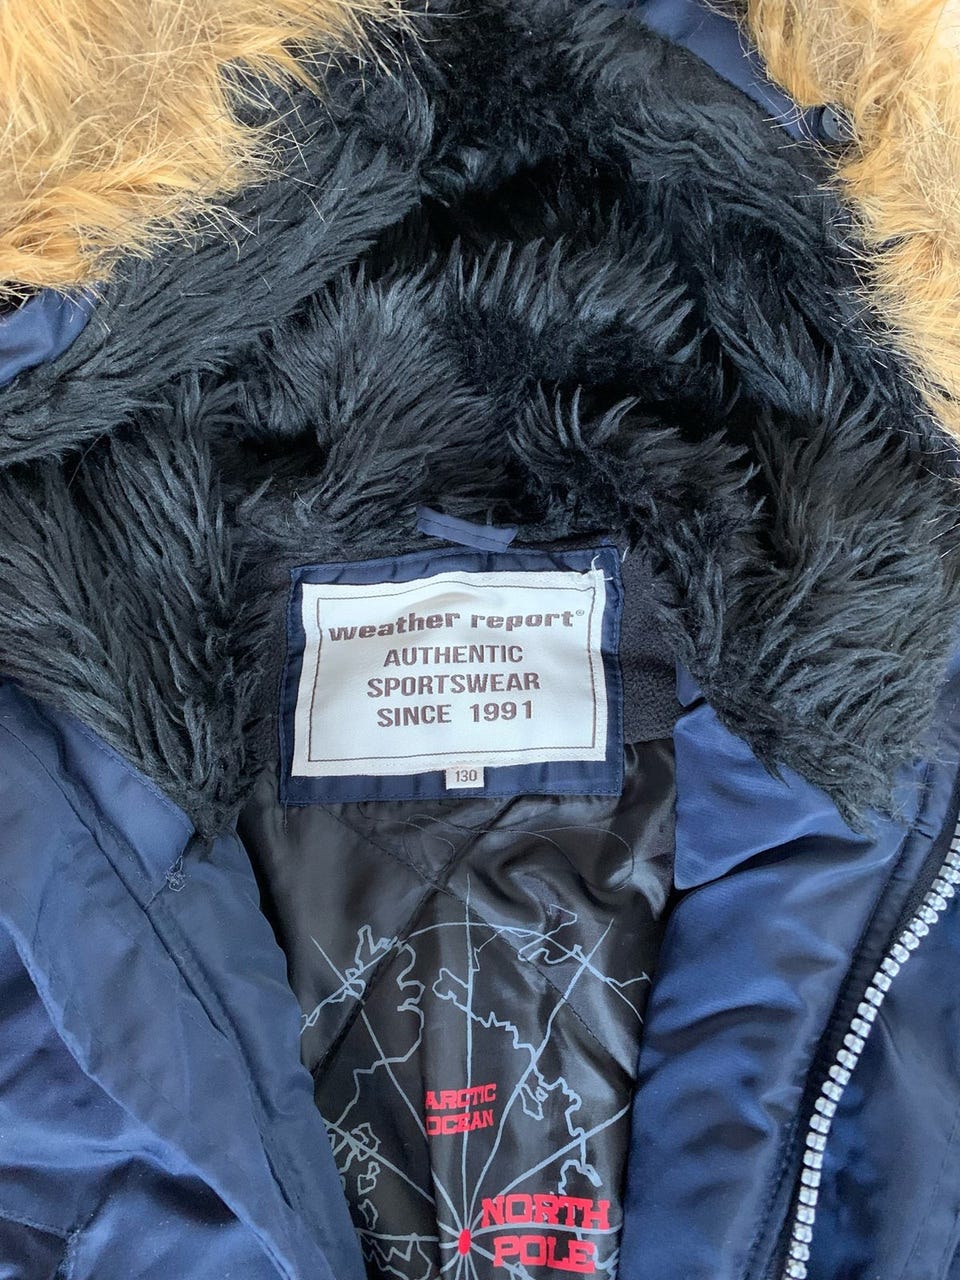 weather report®
AUTHENTIC
SPORTSWEAR
SINCE 1991
130
ARCTIC
OCEAN
NORTH
POLE